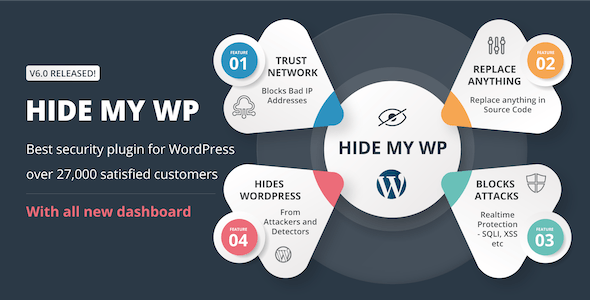 V6.0 RELEASED!
HIDE MY WP
Best security plugin for WordPress
over 27,000 satisfied customers
With all new dashboard
FEATURE
01
TRUST
NETWORK
Blocks Bad IP
Addresses
FEATURE
02
REPLACE
ANYTHING
Replace anything in
Source Code
HIDE MY WP
HIDES
WORDPRESS
From
Attackers and
Detectors
FEATURE
04
BLOCKS
ATTACKS
Realtime
Protection
- SQLI, XSS
etc
FEATURE
03